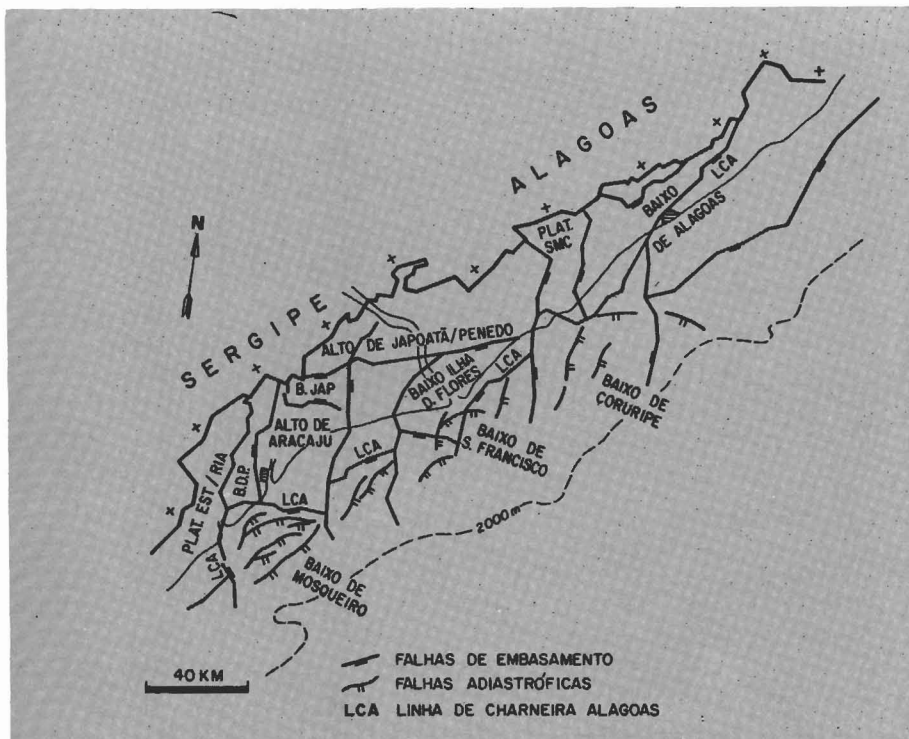 ALAGOAS
SERGIPE
N
BAIXO
LCA
DE ALAGOAS
PLAT.
SMC
ALTO DE JAPOATÃ/PENEDO
B. JAP
BAIXO ILHA
D. FLORES
LCA
ALTO DE
ARACAJU
BAIXO DE
CORURIPE
BAIXO DE
S. FRANCISCO
LCA
PLAT. EST / RIA
B.D.P.
LCA
LCA
BAIXO DE
MOSQUEIRO
2000m
40 KM
FALHAS DE EMBASAMENTO
FALHAS ADIASTRÓFICAS
LCA LINHA DE CHARNEIRA ALAGOAS